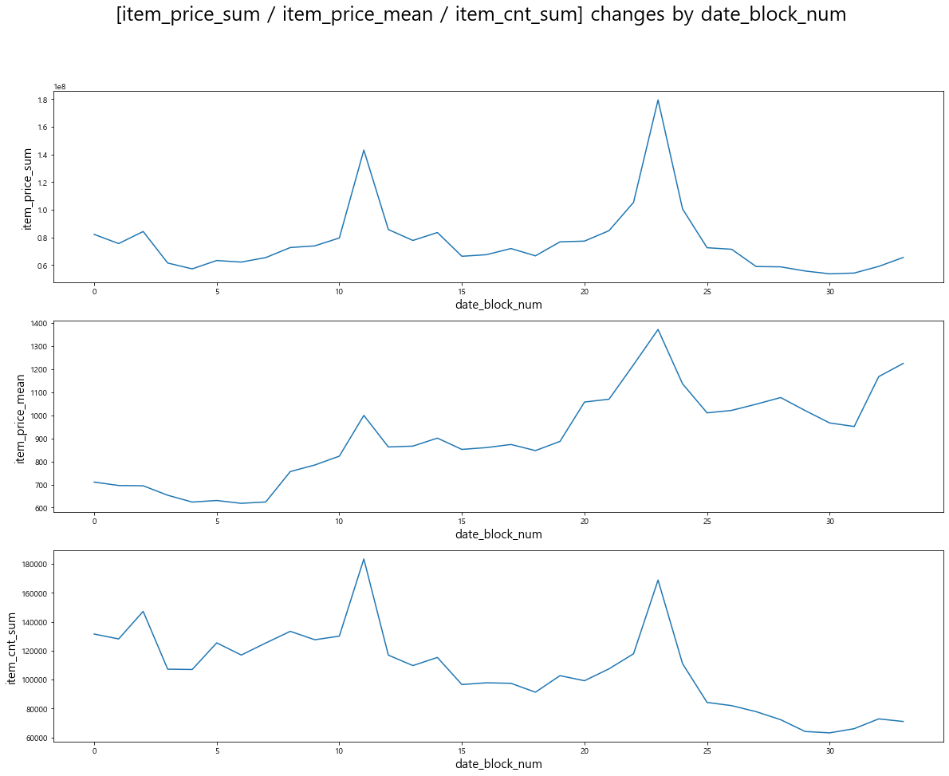 [item_price_sum / item_price_mean / item_cnt_sum] changes by date_block_num
1e8
1.8
1.6
1.4
1.2
1.0
0.8
0.6
item_price_sum
0 5 10 15 20 25 30
date_block_num
1400
1300
1200
1100
1000
900
800
700
600
item_price_mean
0 5 10 15 20 25 30
date_block_num
180000
160000
140000
120000
100000
80000
60000
item_cnt_sum
0 5 10 15 20 25 30
date_block_num